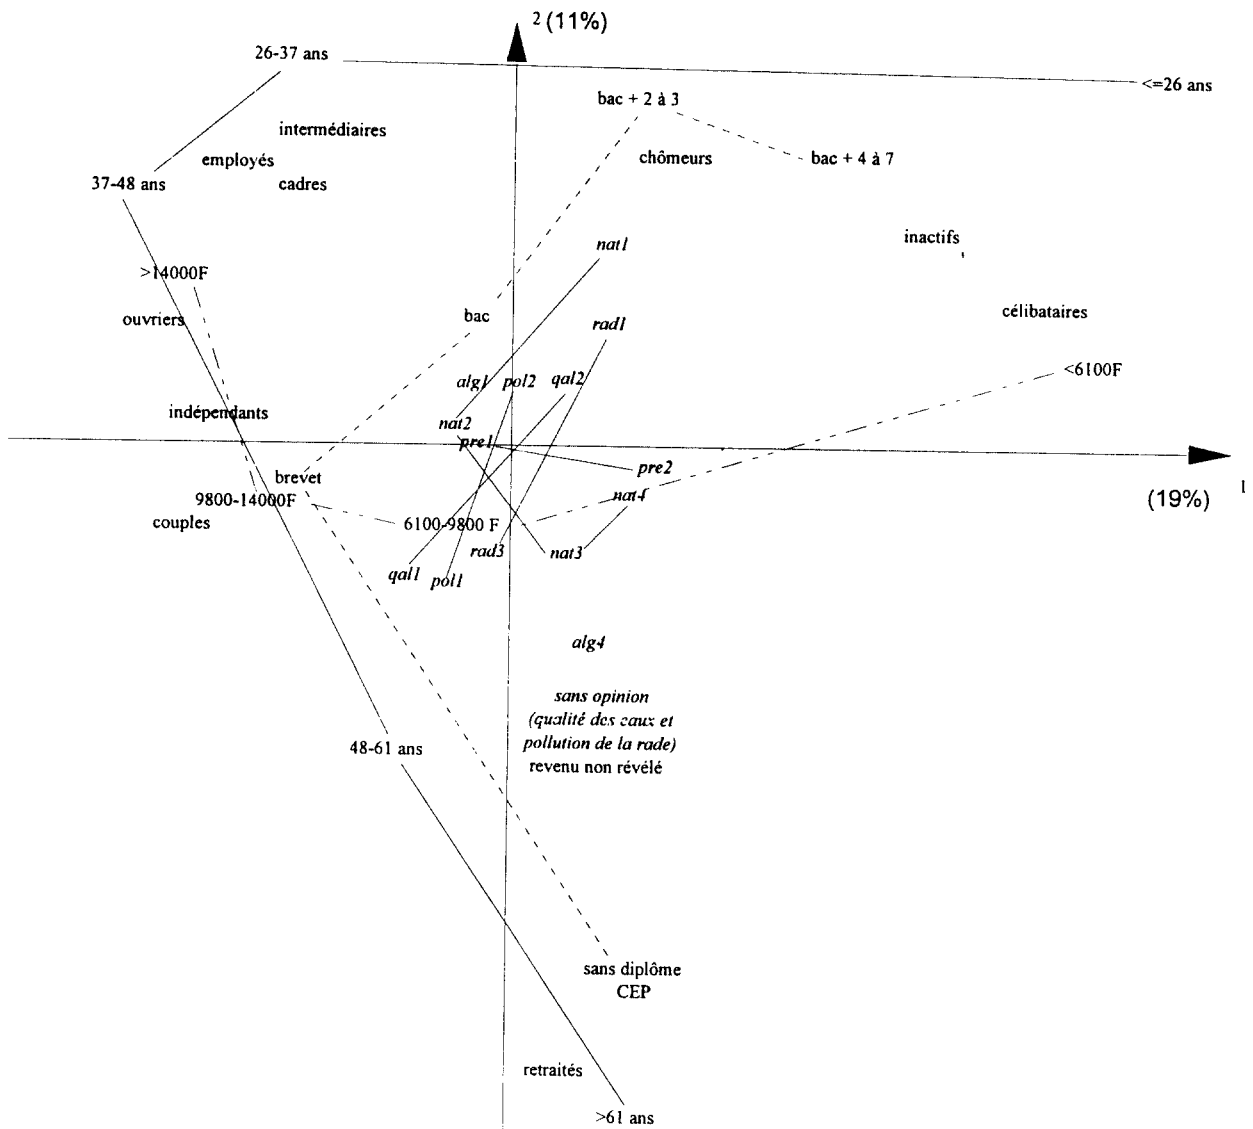 2 (11%)
26-37 ans
<=26 ans
bac + 2 à 3
intermédiaires
employés
chômeurs
bac + 4 à 7
37-48 ans
cadres
inactifs
nat1
>14000F
célibataires
ouvriers
bac
rad1
<6100F
alg1
pol2
qal2
indépendants
nat2
pre1
pre2
brevet
9800-14000F
nat4
1
(19%)
couples
6100-9800 F
rad3
nat3
qal1
pol1
alg4
sans opinion
(qualité des eaux et
pollution de la rade)
revenu non révélé
48-61 ans
sans diplôme
CEP
retraités
>61 ans